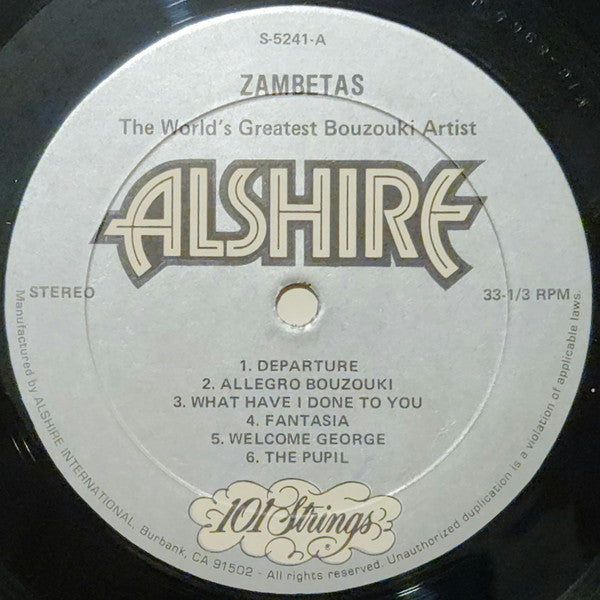 S-5241-A
ZAMBETAS
The World's Greatest Bouzouki Artist
ALSHIRE
STEREO
33-1/3 RPM
1. DEPARTURE
2. ALLEGRO BOUZOUKI
3. WHAT HAVE I DONE TO YOU
4. FANTASIA
5. WELCOME GEORGE
6. THE PUPIL
101 Strings®
Manufactured by ALSHIRE INTERNATIONAL, Burbank, CA 91502 - All rights reserved. Unauthorized duplication is a violation of applicable laws.